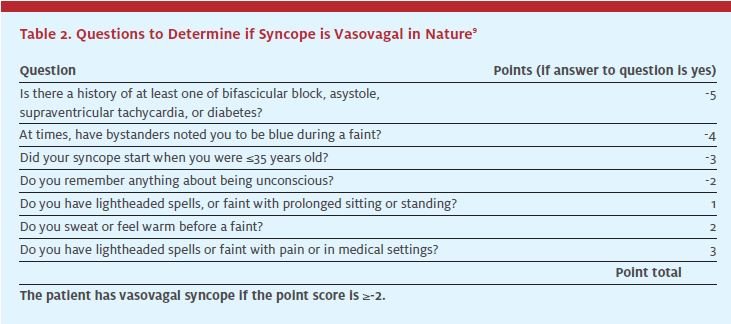 Table 2. Questions to Determine if Syncope is Vasovagal in Nature⁹
Question Points (if answer to question is yes)
Is there a history of at least one of bifascicular block, asystole,
supraventricular tachycardia, or diabetes? -5
At times, have bystanders noted you to be blue during a faint? -4
Did your syncope start when you were ≤35 years old? -3
Do you remember anything about being unconscious? -2
Do you have lightheaded spells, or faint with prolonged sitting or standing? 1
Do you sweat or feel warm before a faint? 2
Do you have lightheaded spells or faint with pain or in medical settings? 3
Point total
The patient has vasovagal syncope if the point score is ≥-2.